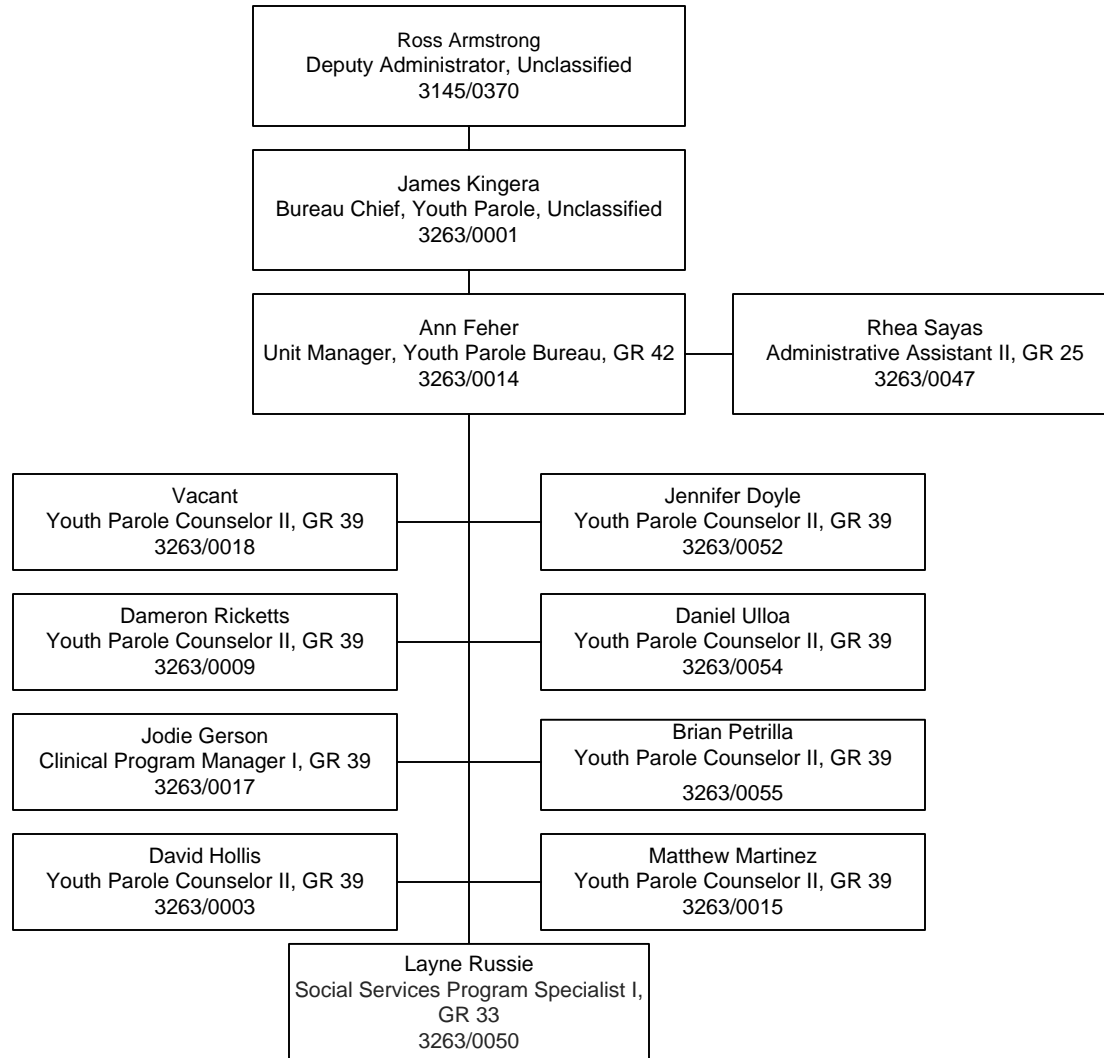 Ross Armstrong
Deputy Administrator, Unclassified
3145/0370
James Kingera
Bureau Chief, Youth Parole, Unclassified
3263/0001
Ann Feher
Unit Manager, Youth Parole Bureau, GR 42
3263/0014
Rhea Sayas
Administrative Assistant II, GR 25
3263/0047
Vacant
Youth Parole Counselor II, GR 39
3263/0018
Jennifer Doyle
Youth Parole Counselor II, GR 39
3263/0052
Dameron Ricketts
Youth Parole Counselor II, GR 39
3263/0009
Daniel Ulloa
Youth Parole Counselor II, GR 39
3263/0054
Jodie Gerson
Clinical Program Manager I, GR 39
3263/0017
Brian Petrilla
Youth Parole Counselor II, GR 39
3263/0055
David Hollis
Youth Parole Counselor II, GR 39
3263/0003
Matthew Martinez
Youth Parole Counselor II, GR 39
3263/0015
Layne Russie
Social Services Program Specialist I,
GR 33
3263/0050